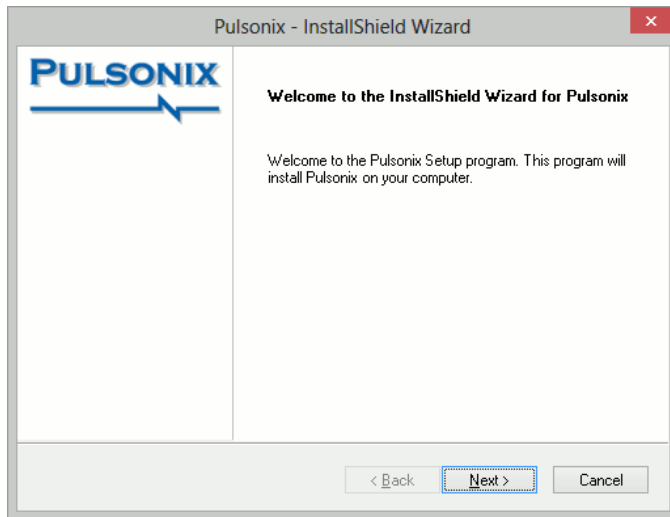 Pulsonix - InstallShield Wizard
PULSONIX
Welcome to the InstallShield Wizard for Pulsonix
Welcome to the Pulsonix Setup program. This program will
install Pulsonix on your computer.
< Back
Next >
Cancel